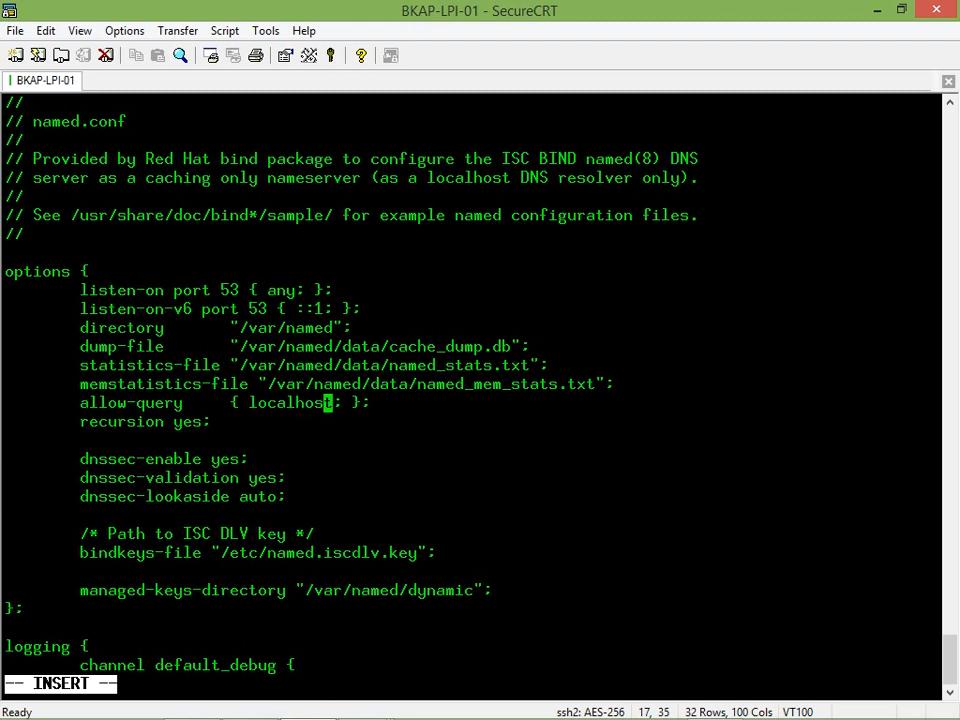 BKAP-LPI-01 - SecureCRT
File Edit View Options Transfer Script Tools Help
BKAP-LPI-01
//
// named.conf
//
// Provided by Red Hat bind package to configure the ISC BIND named(8) DNS
// server as a caching only nameserver (as a localhost DNS resolver only).
//
// See /usr/share/doc/bind*/sample/ for example named configuration files.
//
options {
listen-on port 53 { any; };
listen-on-v6 port 53 { ::1; };
directory "/var/named";
dump-file "/var/named/data/cache_dump.db";
statistics-file "/var/named/data/named_stats.txt";
memstatistics-file "/var/named/data/named_mem_stats.txt";
allow-query { localhost; };
recursion yes;
dnssec-enable yes;
dnssec-validation yes;
dnssec-lookaside auto;
/* Path to ISC DLV key */
bindkeys-file "/etc/named.iscdlv.key";
managed-keys-directory "/var/named/dynamic";
};
logging {
channel default_debug {
-- INSERT --
Ready ssh2: AES-256 17, 35 32 Rows, 100 Cols VT100